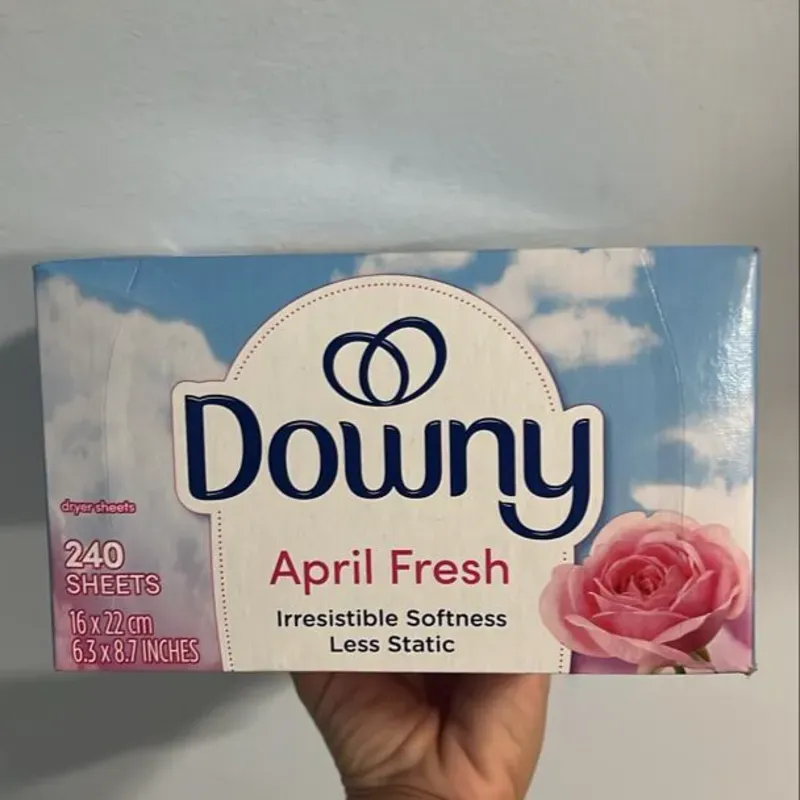 Downy
April Fresh
Irresistible Softness
Less Static
dryer sheets
240
SHEETS
16 x 22 cm
6.3 x 8.7 INCHES